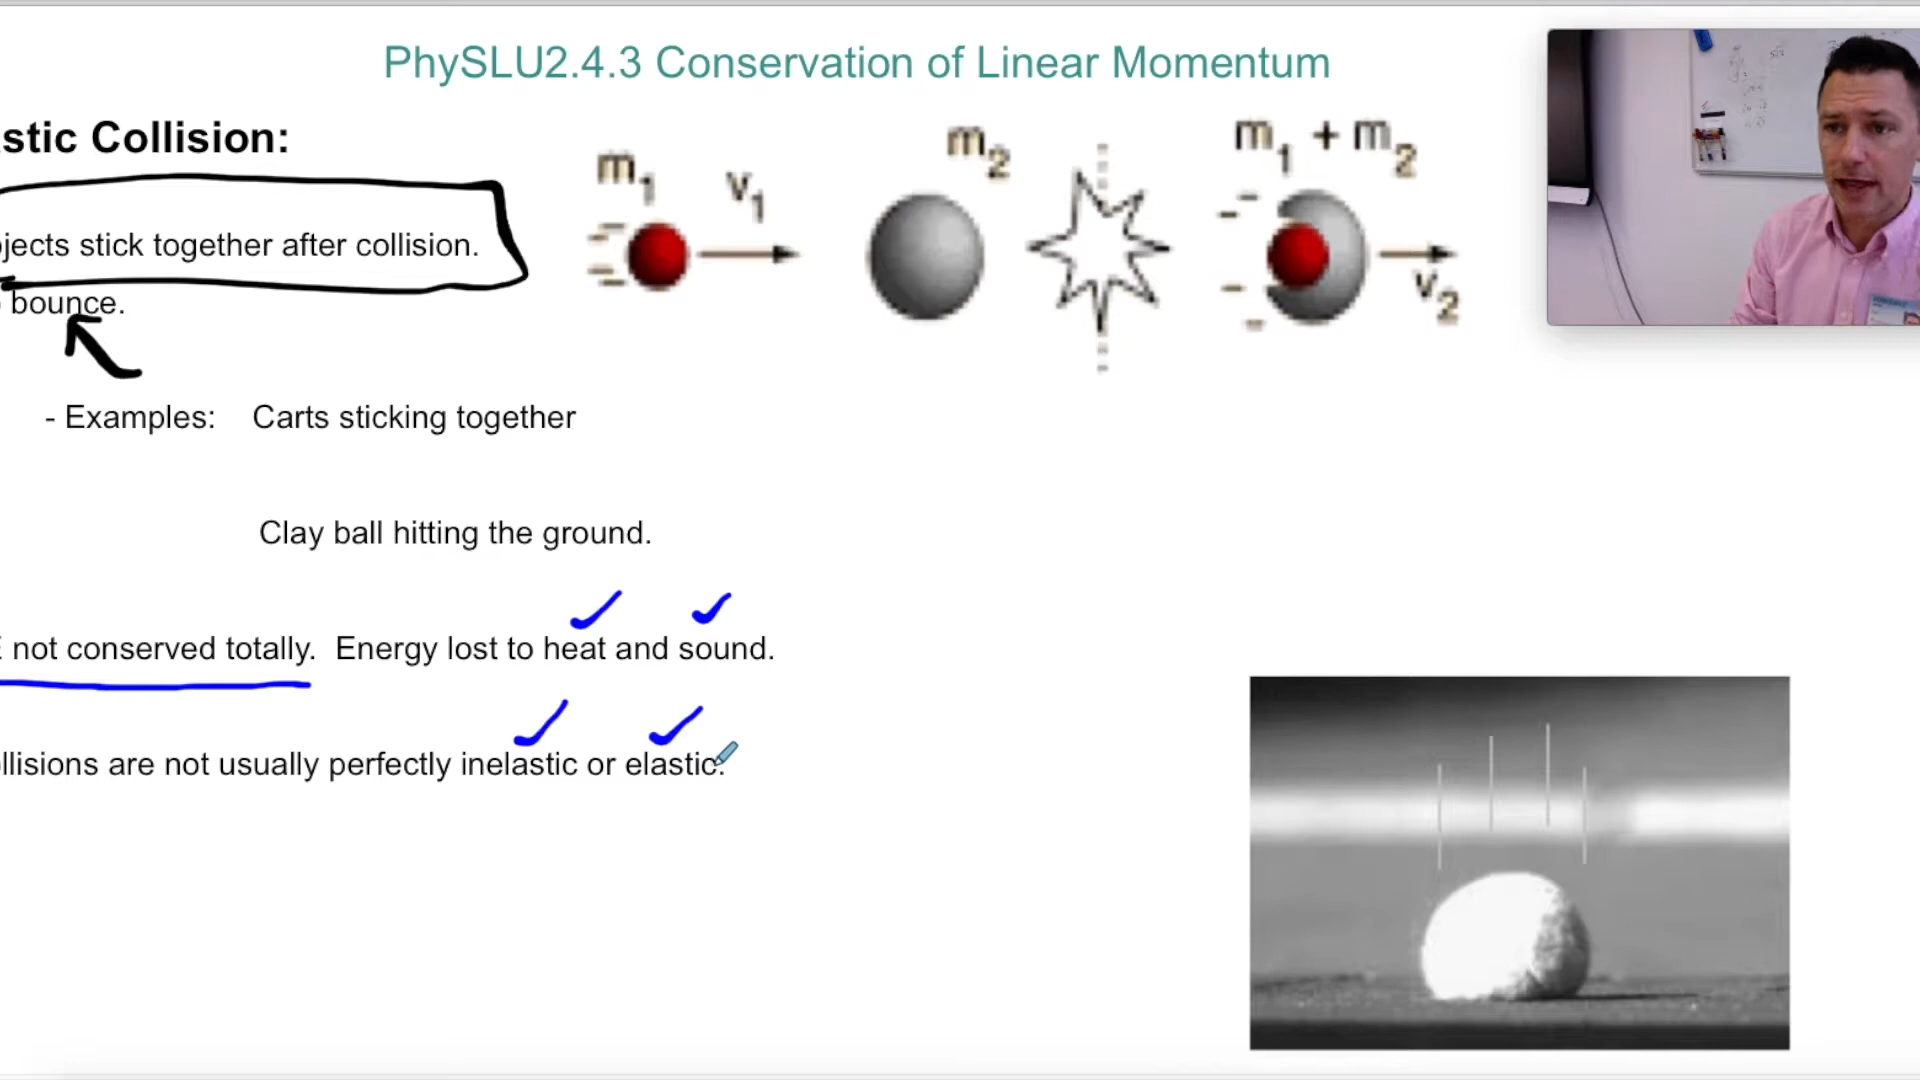 PhySLU2.4.3 Conservation of Linear Momentum
stic Collision:
m1 v1 m2 m1 + m2
jects stick together after collision.
v2
bounce.
- Examples: Carts sticking together
Clay ball hitting the ground.
not conserved totally. Energy lost to heat and sound.
llisions are not usually perfectly inelastic or elastic.